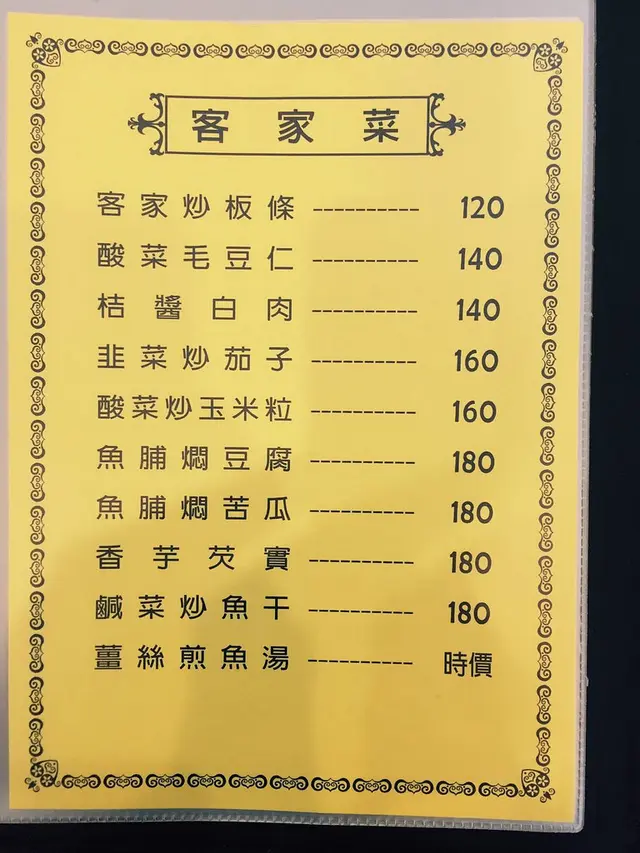 客家菜
客家炒板條 ---------- 120
酸菜毛豆仁 ---------- 140
桔醬白肉 ---------- 140
韭菜炒茄子 ---------- 160
酸菜炒玉米粒 ---------- 160
魚脯燜豆腐 ---------- 180
魚脯燜苦瓜 ---------- 180
香芋芡實 ---------- 180
鹹菜炒魚干 ---------- 180
薑絲煎魚湯 ---------- 時價